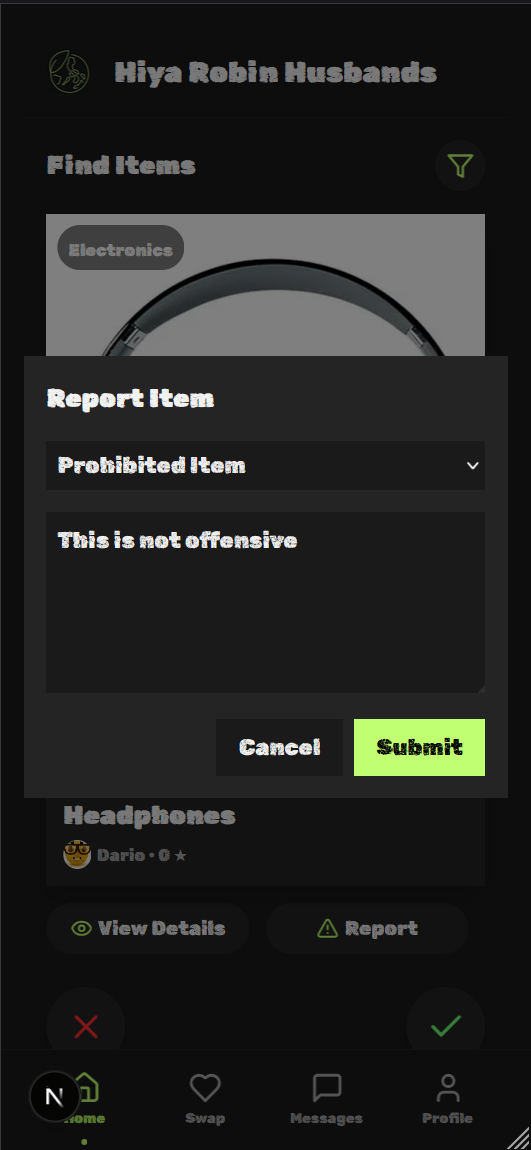 Hiya Robin Husbands
Find Items
Electronics
Report Item
Prohibited Item
This is not offensive
Cancel
Submit
Headphones
Dario • 0 ★
View Details
Report
N
Home
Swap
Messages
Profile